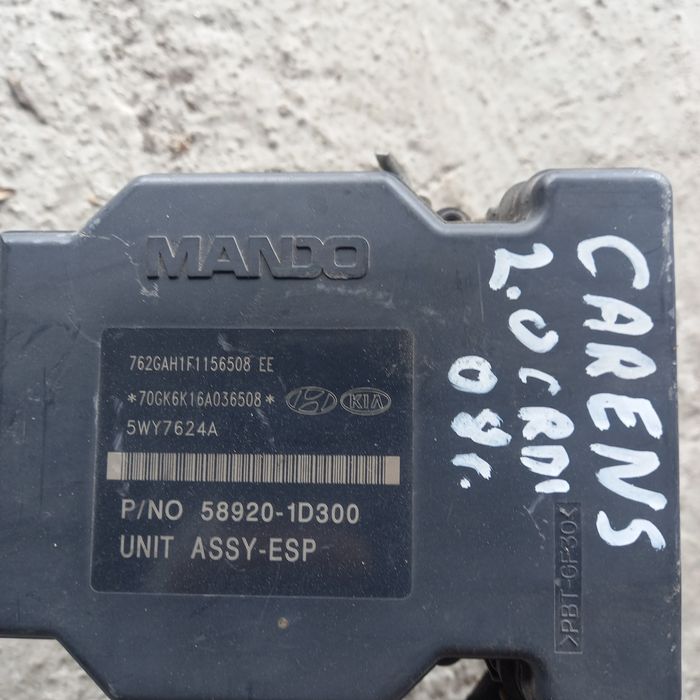 MANDO
762GAH1F1156508 EE
*70GK6K16A036508* KIA
5WY7624A
P/NO 58920-1D300
UNIT ASSY-ESP
CARENS
2.0 CRDI
08г.
>PBT-GF30<